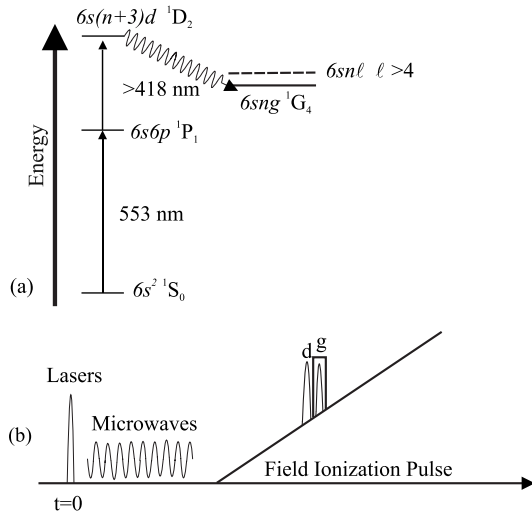 6s(n+3)d ¹D₂
>418 nm
6snℓ ℓ >4
6sng ¹G₄
6s6p ¹P₁
Energy
553 nm
(a)
6s² ¹S₀
d g
Lasers
Microwaves
(b)
Field Ionization Pulse
t=0